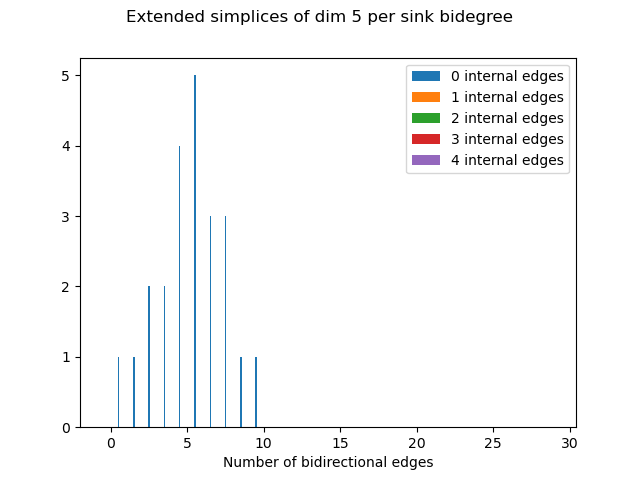 Extended simplices of dim 5 per sink bidegree
0 internal edges
1 internal edges
2 internal edges
3 internal edges
4 internal edges
5
4
3
2
1
0
0 5 10 15 20 25 30
Number of bidirectional edges